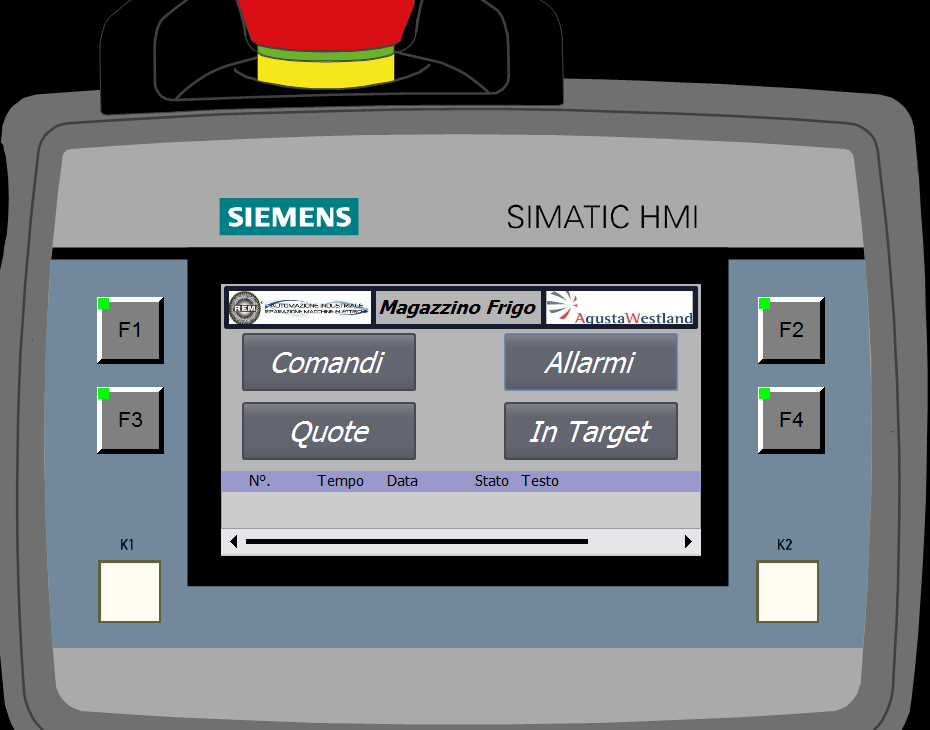 SIEMENS
SIMATIC HMI
F1
F2
F3
F4
R.E.M.
AUTOMAZIONE INDUSTRIALE
RIPARAZIONE MACCHINE ELETTRICHE
Magazzino Frigo
AgustaWestland
Comandi
Allarmi
Quote
In Target
Nº. Tempo Data Stato Testo
K1
K2